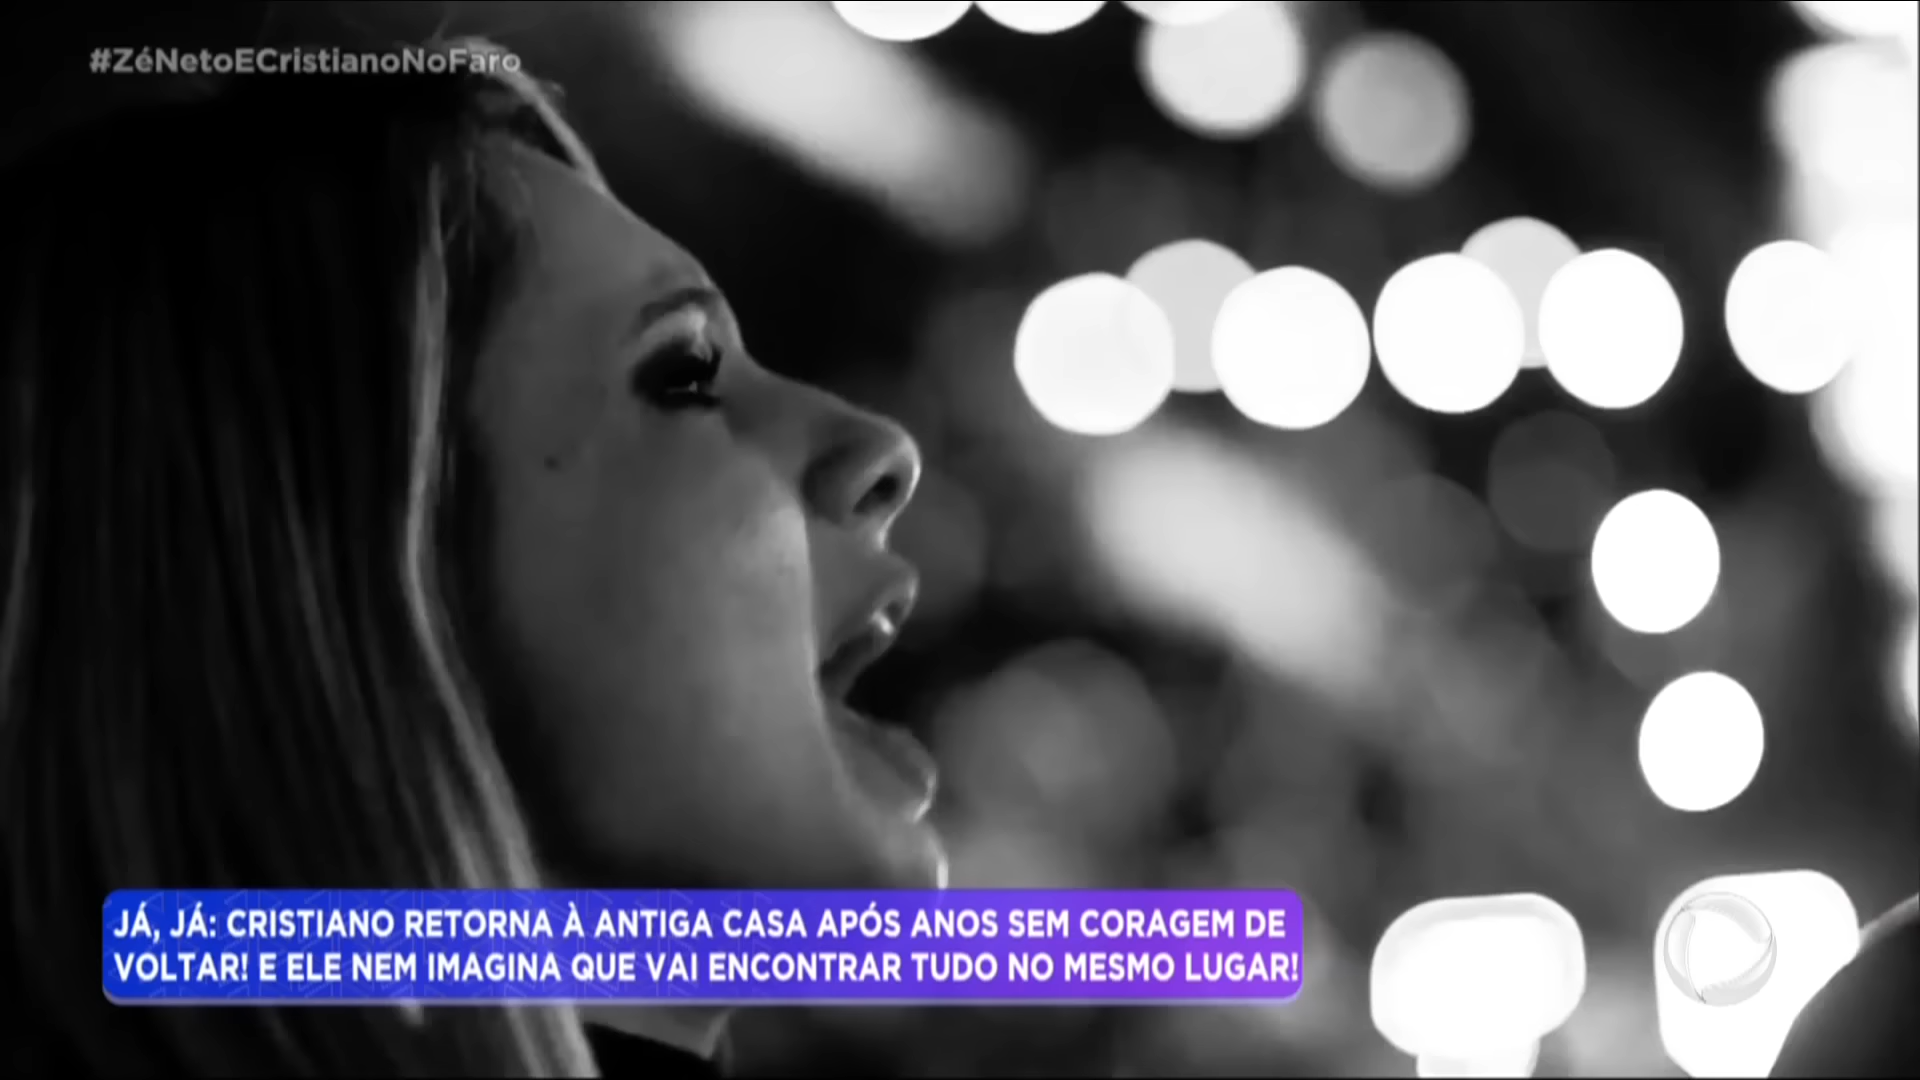 #ZéNetoECristianoNoFaro
JÁ, JÁ: CRISTIANO RETORNA À ANTIGA CASA APÓS ANOS SEM CORAGEM DE
VOLTAR! E ELE NEM IMAGINA QUE VAI ENCONTRAR TUDO NO MESMO LUGAR!